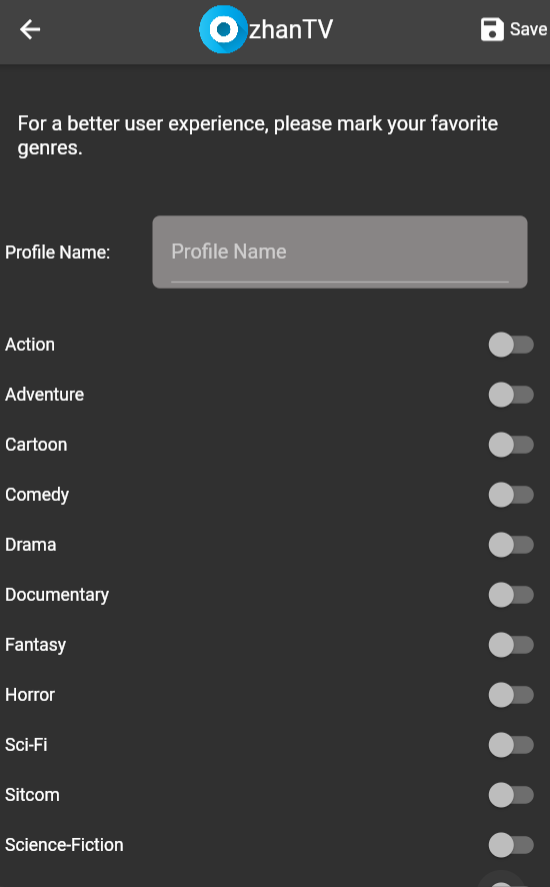 OzhanTV
Save
For a better user experience, please mark your favorite
genres.
Profile Name:
Profile Name
Action
Adventure
Cartoon
Comedy
Drama
Documentary
Fantasy
Horror
Sci-Fi
Sitcom
Science-Fiction